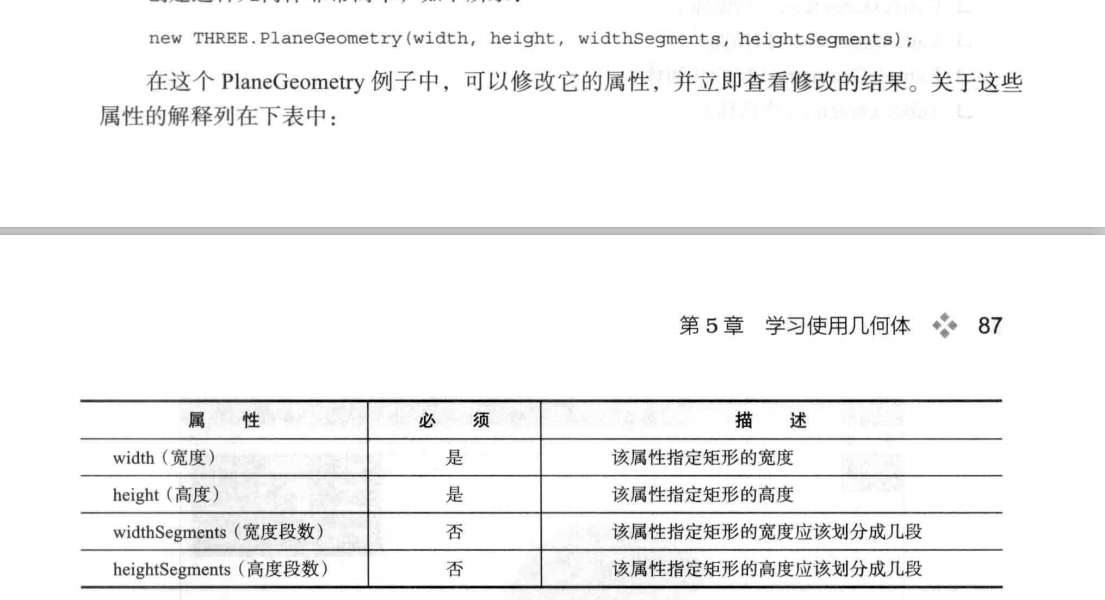 new THREE.PlaneGeometry(width, height, widthSegments, heightSegments);
在这个 PlaneGeometry 例子中，可以修改它的属性，并立即查看修改的结果。关于这些
属性的解释列在下表中：
第 5 章 学习使用几何体 87
属 性 必 须 描 述
width（宽度） 是 该属性指定矩形的宽度
height（高度） 是 该属性指定矩形的高度
widthSegments（宽度段数） 否 该属性指定矩形的宽度应该划分成几段
heightSegments（高度段数） 否 该属性指定矩形的高度应该划分成几段